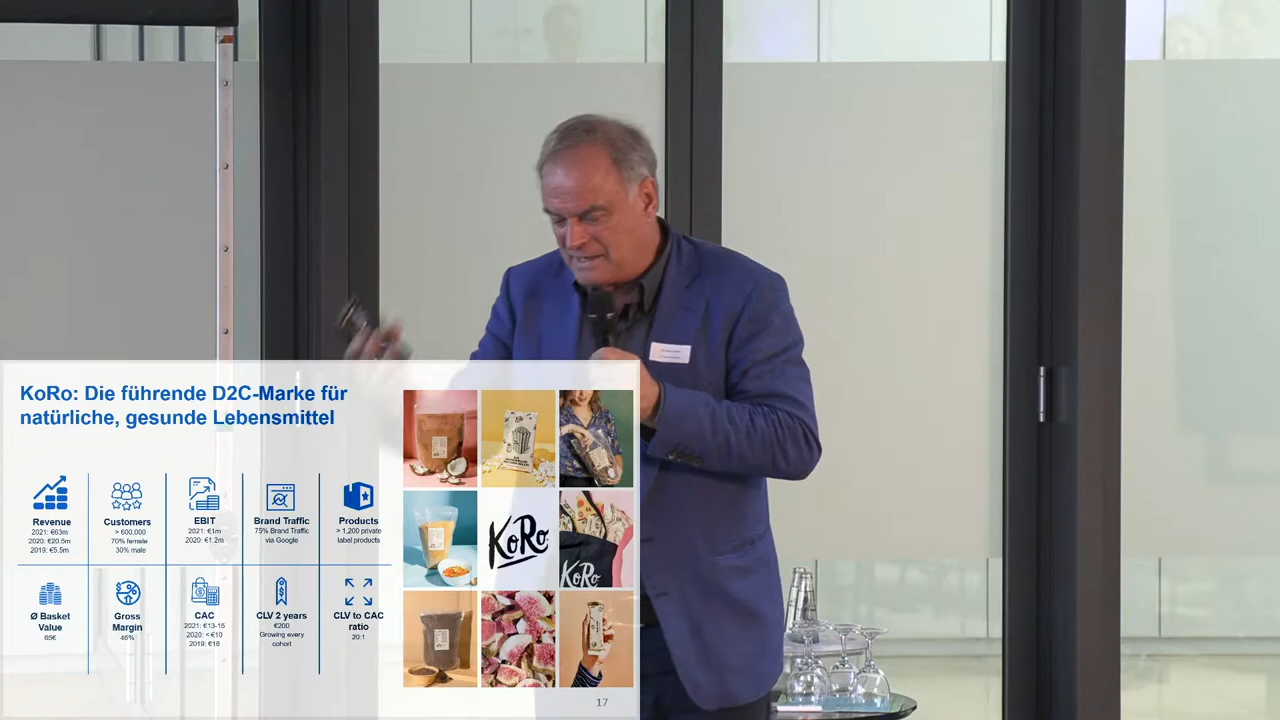 KoRo: Die führende D2C-Marke für
natürliche, gesunde Lebensmittel
Revenue
2021: €63m
2020: €20.5m
2019: €5.5m
Customers
> 600,000
70% female
30% male
EBIT
2021: €1m
2020: €1.2m
Brand Traffic
75% Brand Traffic
via Google
Products
> 1,200 private
label products
Ø Basket
Value
65€
Gross
Margin
46%
CAC
2021: €13-15
2020: < €10
2019: €16
CLV 2 years
€200
Growing every
cohort
CLV to CAC
ratio
20:1
KoRo
KoRo
17